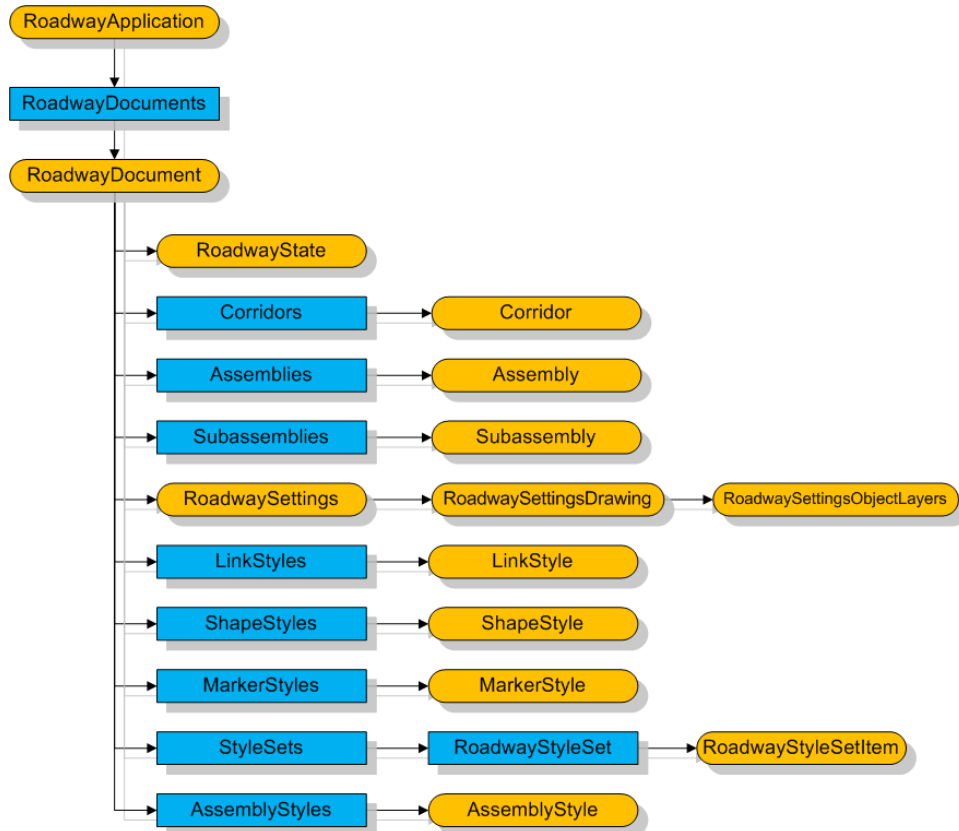 RoadwayApplication
RoadwayDocuments
RoadwayDocument
RoadwayState
Corridors
Corridor
Assemblies
Assembly
Subassemblies
Subassembly
RoadwaySettings
RoadwaySettingsDrawing
RoadwaySettingsObjectLayers
LinkStyles
LinkStyle
ShapeStyles
ShapeStyle
MarkerStyles
MarkerStyle
StyleSets
RoadwayStyleSet
RoadwayStyleSetItem
AssemblyStyles
AssemblyStyle